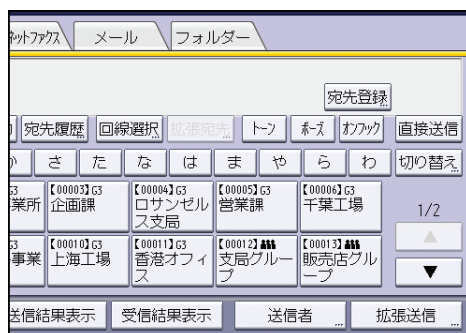 ネットファクス メール フォルダー
宛先登録
宛先履歴 回線選択 拡張宛先 トーン ポーズ オンフック 直接送信
か さ た な は ま や ら わ 切り替え
G3 【00003】G3 【00004】G3 【00005】G3 【00006】G3
業所 企画課 ロサンゼル 営業課 千葉工場 1/2
ス支局
G3 【00010】G3 【00011】G3 【00012】 【00013】
事業 上海工場 香港オフィ 支局グルー 販売店グル
ス プ ープ
送信結果表示 受信結果表示 送信者 拡張送信